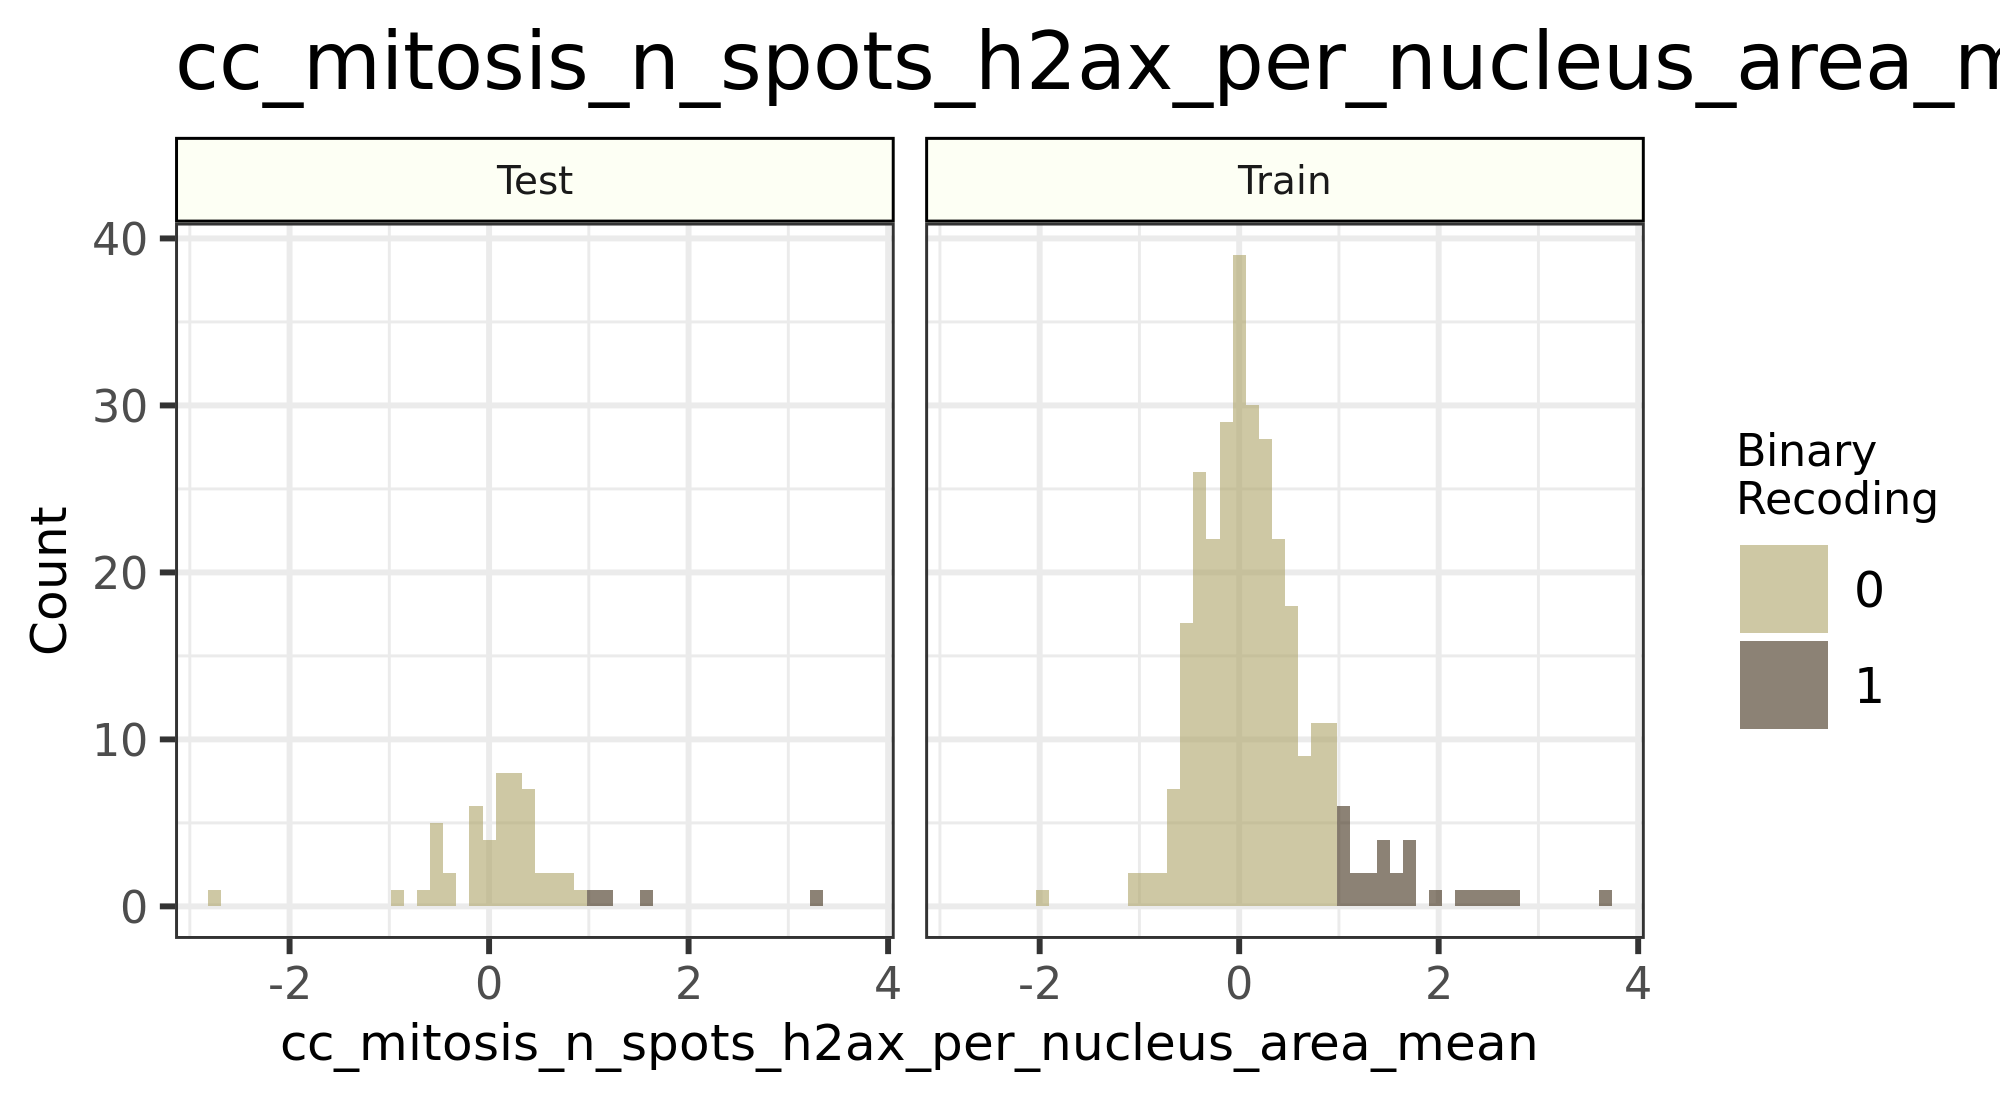 cc_mitosis_n_spots_h2ax_per_nucleus_area_
Test
Train
40
30
20
10
0
Count
-2 0 2 4
-2 0 2 4
cc_mitosis_n_spots_h2ax_per_nucleus_area_mean
Binary
Recoding
0
1